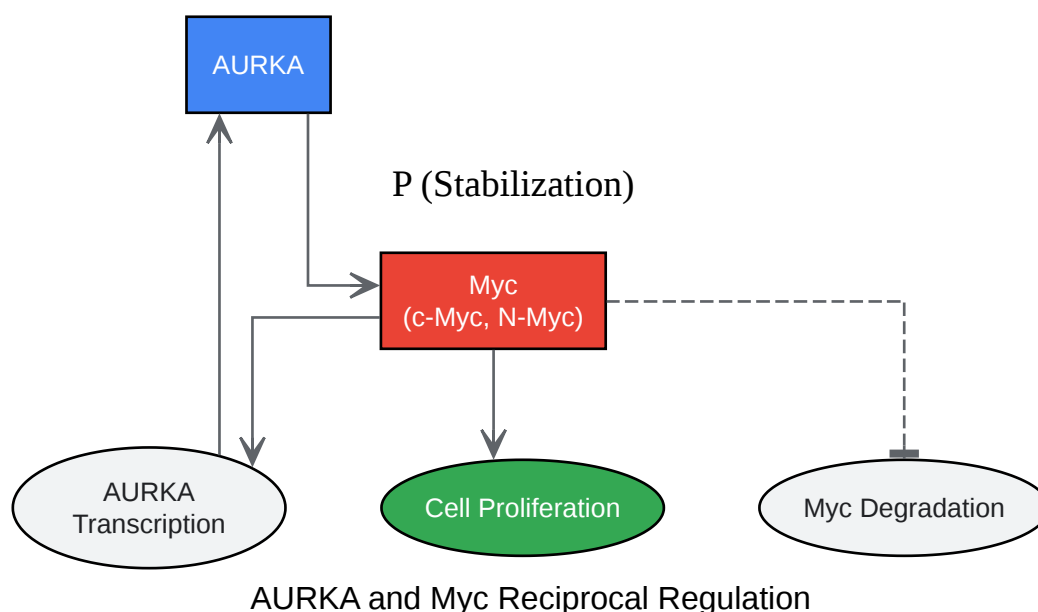 AURKA
P (Stabilization)
Myc
(c-Myc, N-Myc)
AURKA
Transcription
Cell Proliferation
Myc Degradation
AURKA and Myc Reciprocal Regulation